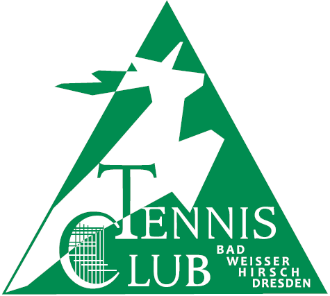 TENNIS
CLUB
BAD
WEISSER
HIRSCH
DRESDEN